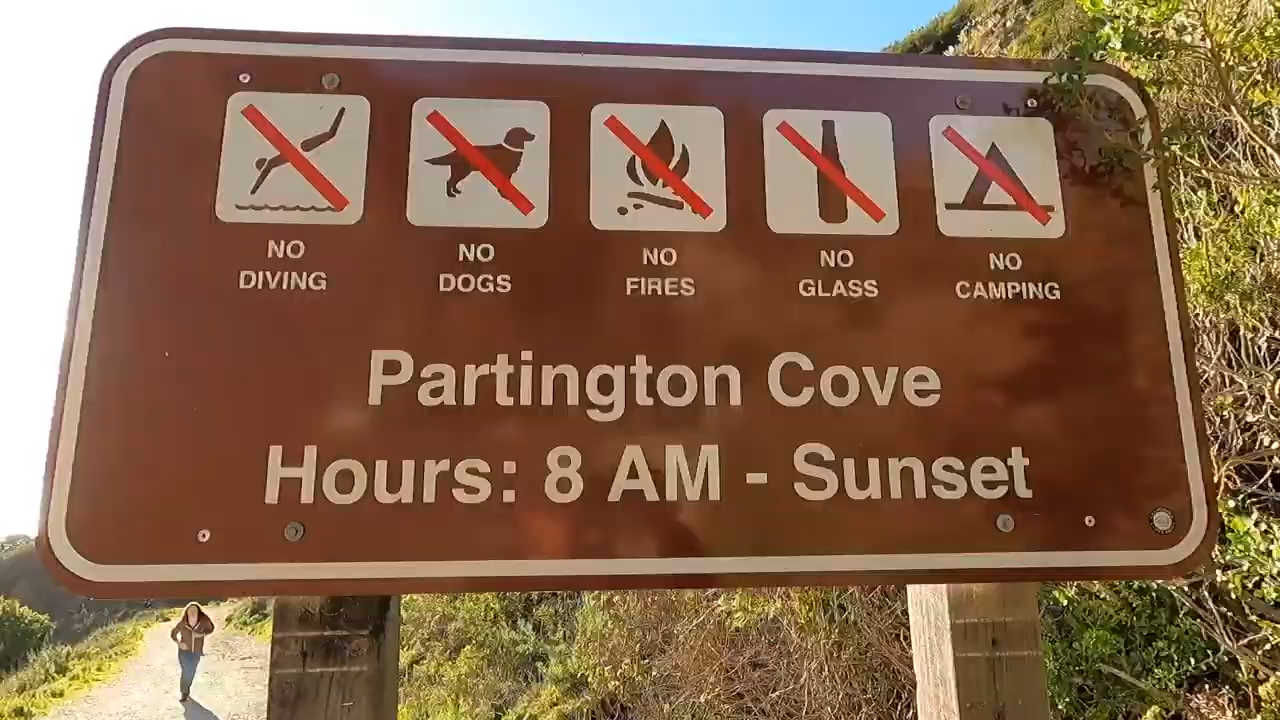 NO DIVING
NO DOGS
NO FIRES
NO GLASS
NO CAMPING
Partington Cove
Hours: 8 AM - Sunset